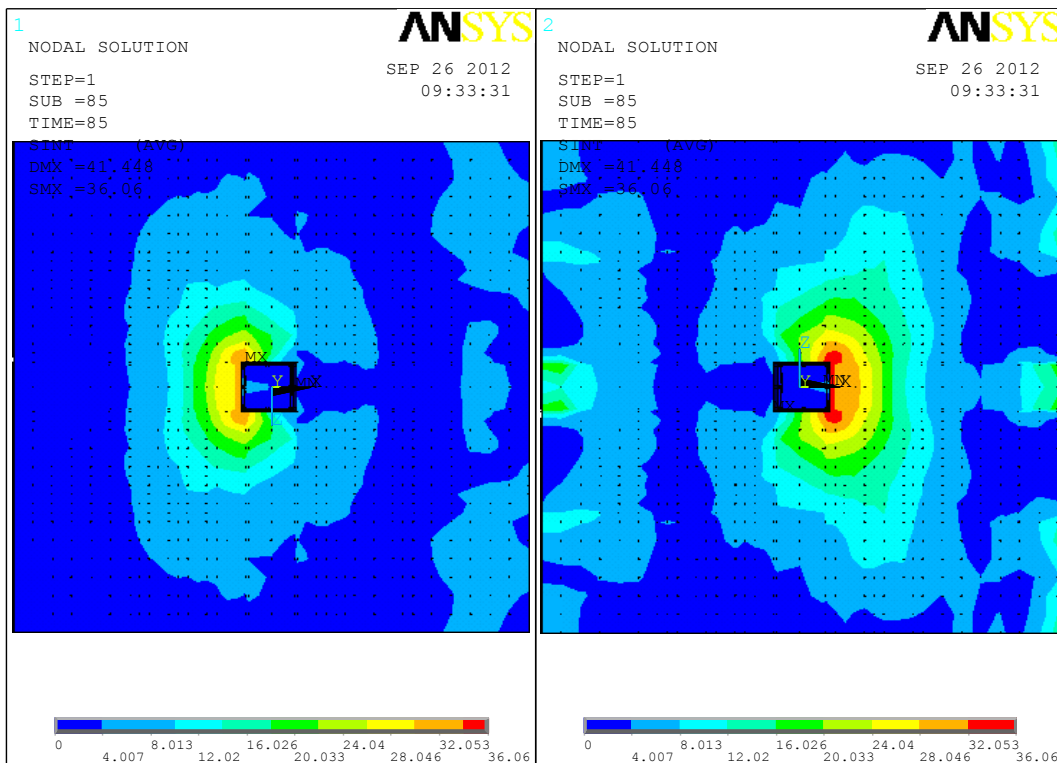 1
ANSYS
NODAL SOLUTION
SEP 26 2012
09:33:31
STEP=1
SUB =85
TIME=85
SINT (AVG)
DMX =41.448
SMX =36.06
MX
Y
MX
Z
0
4.007
8.013
12.02
16.026
20.033
24.04
28.046
32.053
36.06
2
ANSYS
NODAL SOLUTION
SEP 26 2012
09:33:31
STEP=1
SUB =85
TIME=85
SINT (AVG)
DMX =41.448
SMX =36.06
Z
Y
X
0
4.007
8.013
12.02
16.026
20.033
24.04
28.046
32.053
36.06